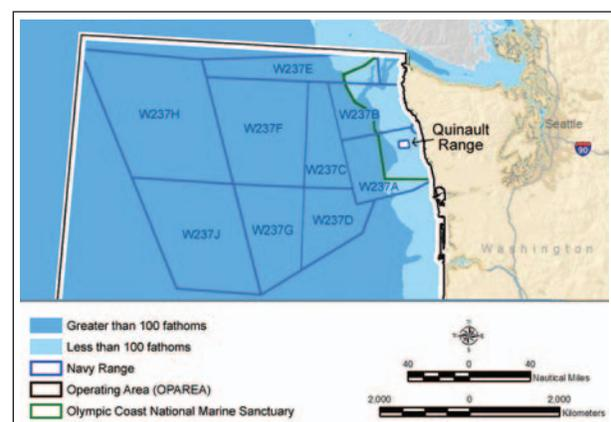 W237E
W237H
W237F
W237B
Quinault
Range
Seattle
90
W237C
W237A
W237J
W237G
W237D
Washington
Greater than 100 fathoms
Less than 100 fathoms
Navy Range
Operating Area (OPAREA)
Olympic Coast National Marine Sanctuary
40 0 40
Nautical Miles
2,000 0 2,000
Kilometers